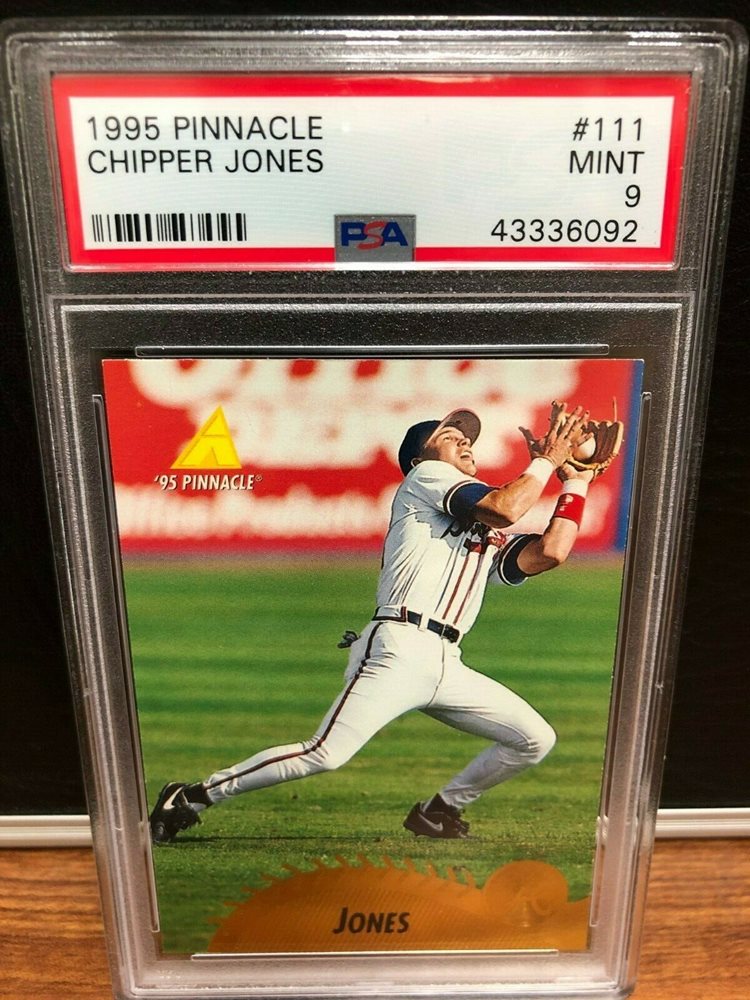 1995 PINNACLE #111
CHIPPER JONES MINT
9
PSA 43336092
'95 PINNACLE®
JONES